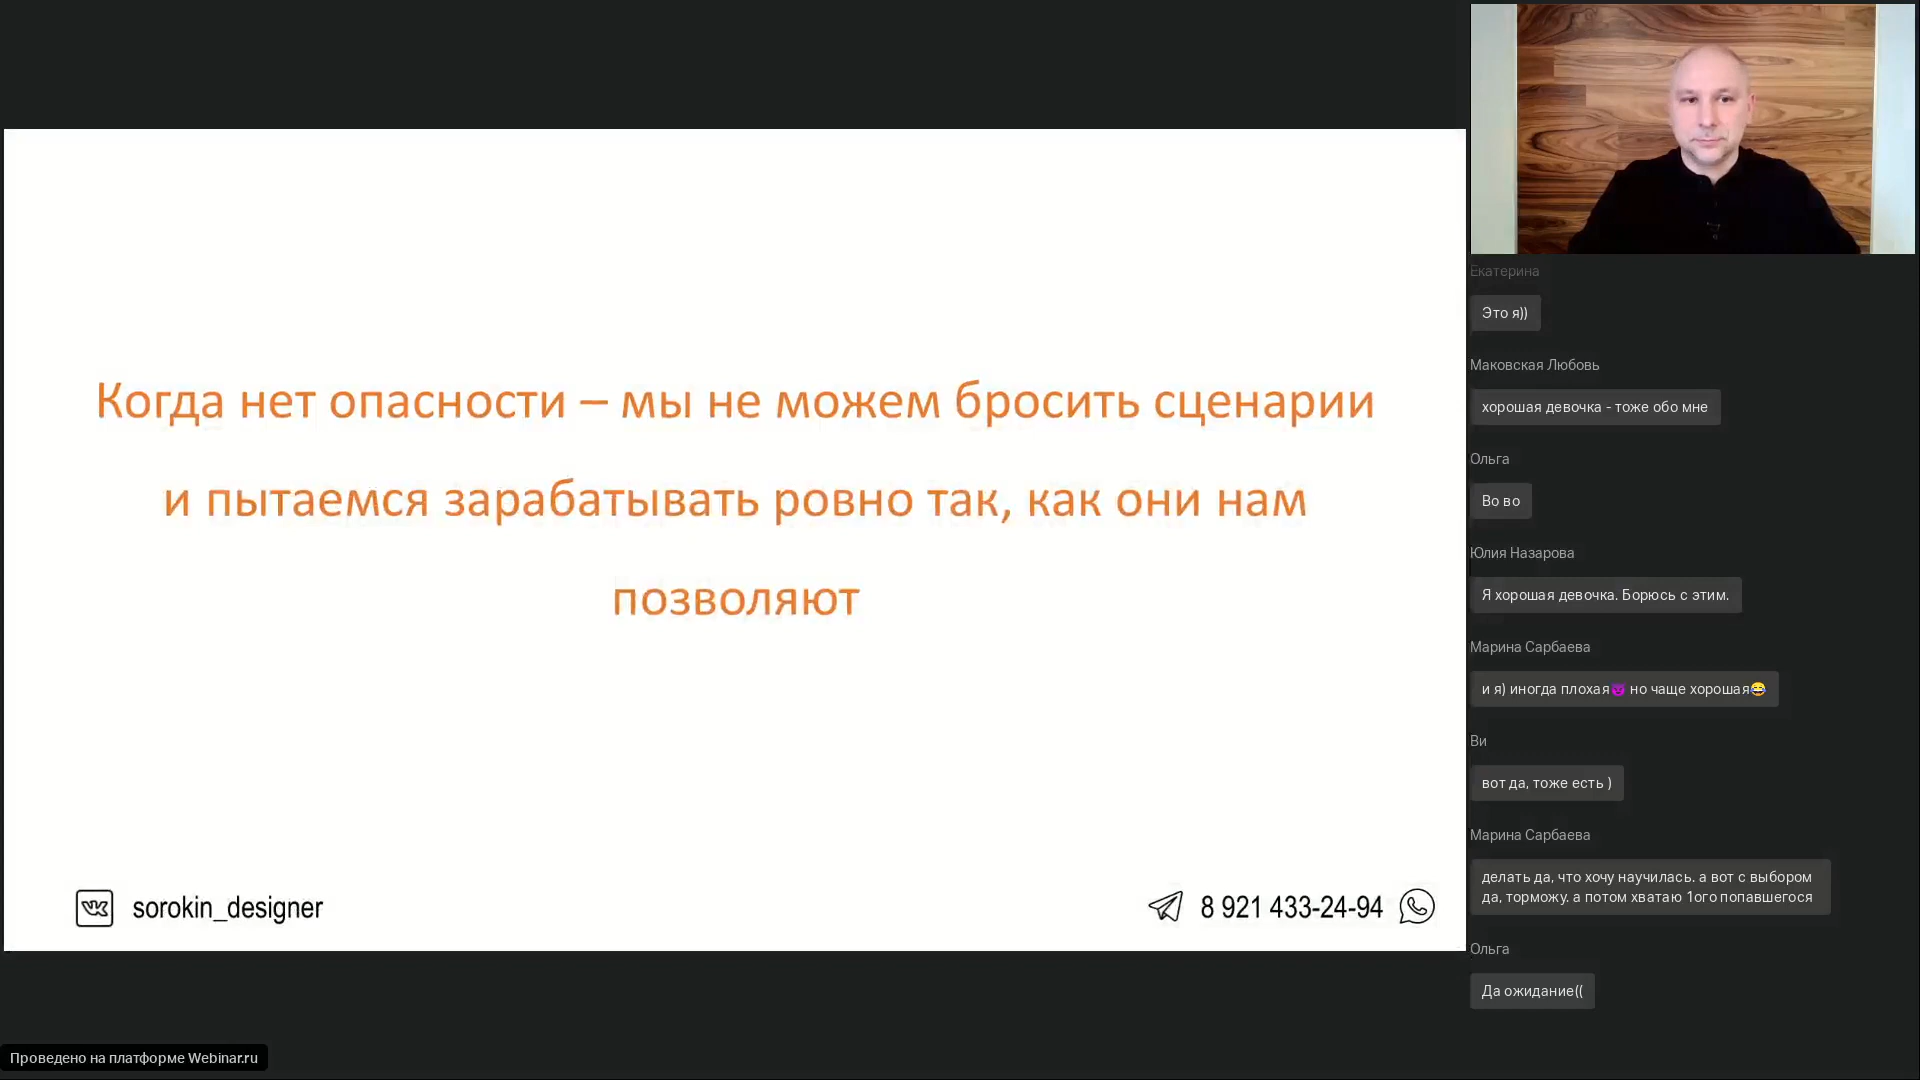 Когда нет опасности – мы не можем бросить сценарии
и пытаемся зарабатывать ровно так, как они нам
позволяют
sorokin_designer
8 921 433-24-94
Екатерина
Это я))
Маковская Любовь
хорошая девочка - тоже обо мне
Ольга
Во во
Юлия Назарова
Я хорошая девочка. Борюсь с этим.
Марина Сарбаева
и я) иногда плохая😈 но чаще хорошая😂
Ви
вот да, тоже есть )
Марина Сарбаева
делать да, что хочу научилась. а вот с выбором
да, торможу. а потом хватаю 1ого попавшегося
Ольга
Да ожидание((
Проведено на платформе Webinar.ru